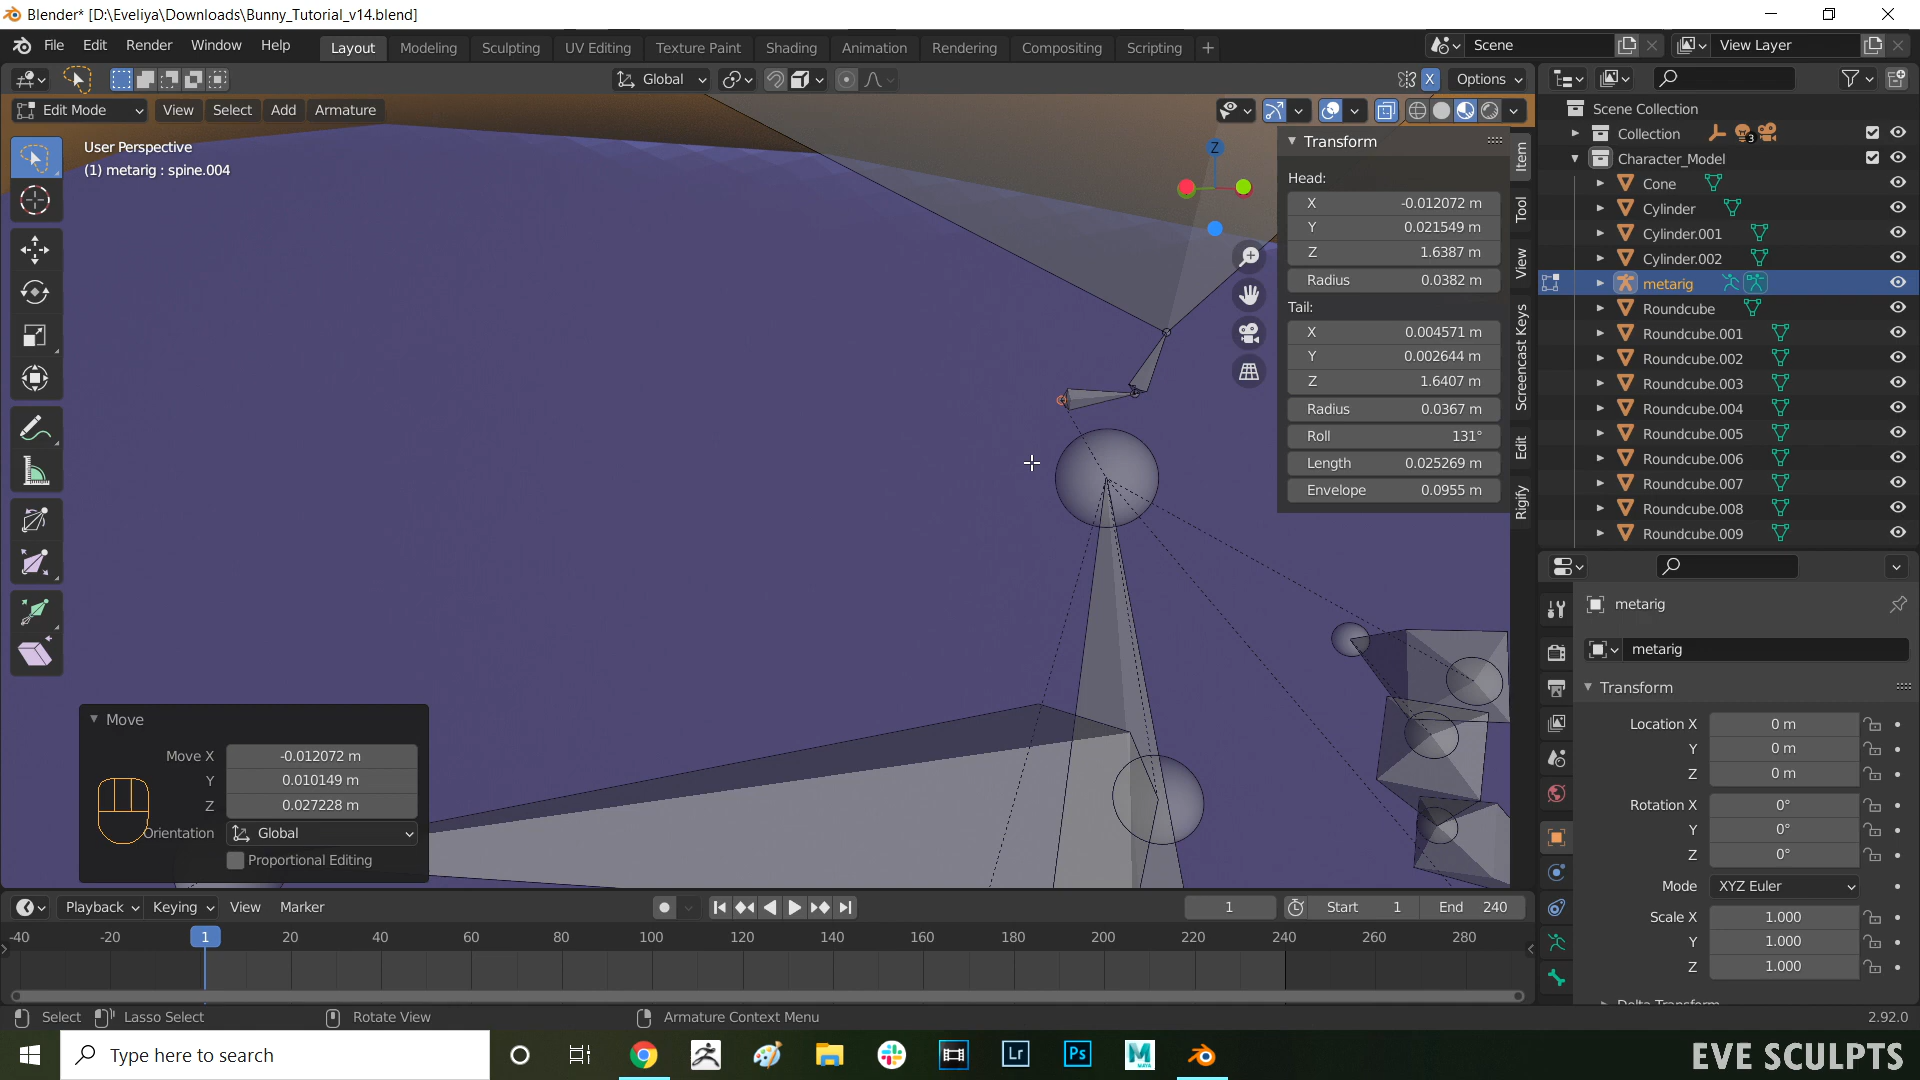 Blender* [D:\Eveliya\Downloads\Bunny_Tutorial_v14.blend]
File Edit Render Window Help Layout Modeling Sculpting UV Editing Texture Paint Shading Animation Rendering Compositing Scripting + Scene View Layer
Global X Options
Edit Mode View Select Add Armature
User Perspective
(1) metarig : spine.004
Z
Transform
Head:
X -0.012072 m
Y 0.021549 m
Z 1.6387 m
Radius 0.0382 m
Tail:
X 0.004571 m
Y 0.002644 m
Z 1.6407 m
Radius 0.0367 m
Roll 131°
Length 0.025269 m
Envelope 0.0955 m
Item
Tool
View
Screencast Keys
Edit
Rigify
Scene Collection
Collection 3
Character_Model
Cone
Cylinder
Cylinder.001
Cylinder.002
metarig
Roundcube
Roundcube.001
Roundcube.002
Roundcube.003
Roundcube.004
Roundcube.005
Roundcube.006
Roundcube.007
Roundcube.008
Roundcube.009
metarig
metarig
Transform
Location X 0 m
Y 0 m
Z 0 m
Rotation X 0°
Y 0°
Z 0°
Mode XYZ Euler
Scale X 1.000
Y 1.000
Z 1.000
Delta Transform
Move
Move X -0.012072 m
Y 0.010149 m
Z 0.027228 m
Orientation Global
Proportional Editing
Playback Keying View Marker 1 Start 1 End 240
-40 -20 1 20 40 60 80 100 120 140 160 180 200 220 240 260 280
Select Lasso Select Rotate View Armature Context Menu 2.92.0
Type here to search Lr Ps M EVE SCULPTS